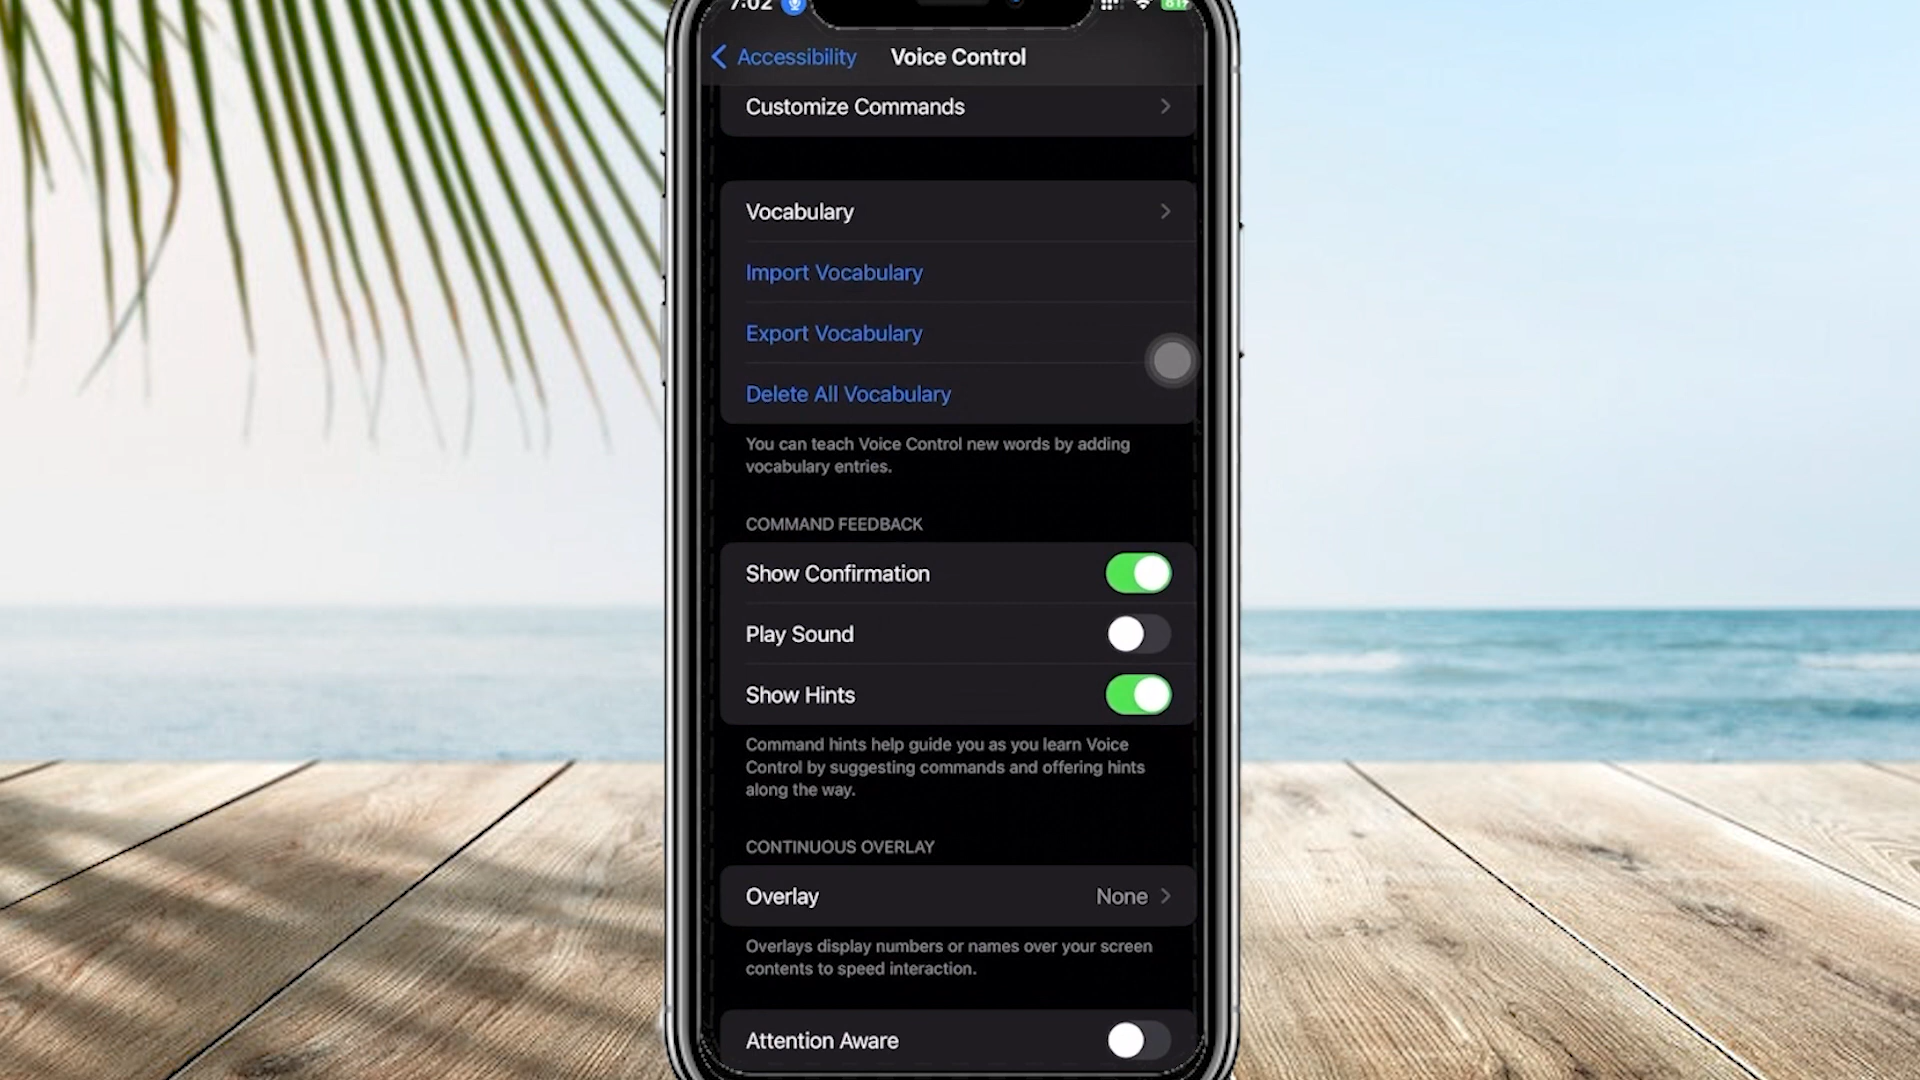 7:02
Accessibility Voice Control
Customize Commands
Vocabulary
Import Vocabulary
Export Vocabulary
Delete All Vocabulary
You can teach Voice Control new words by adding
vocabulary entries.
COMMAND FEEDBACK
Show Confirmation
Play Sound
Show Hints
Command hints help guide you as you learn Voice
Control by suggesting commands and offering hints
along the way.
CONTINUOUS OVERLAY
Overlay None
Overlays display numbers or names over your screen
contents to speed interaction.
Attention Aware